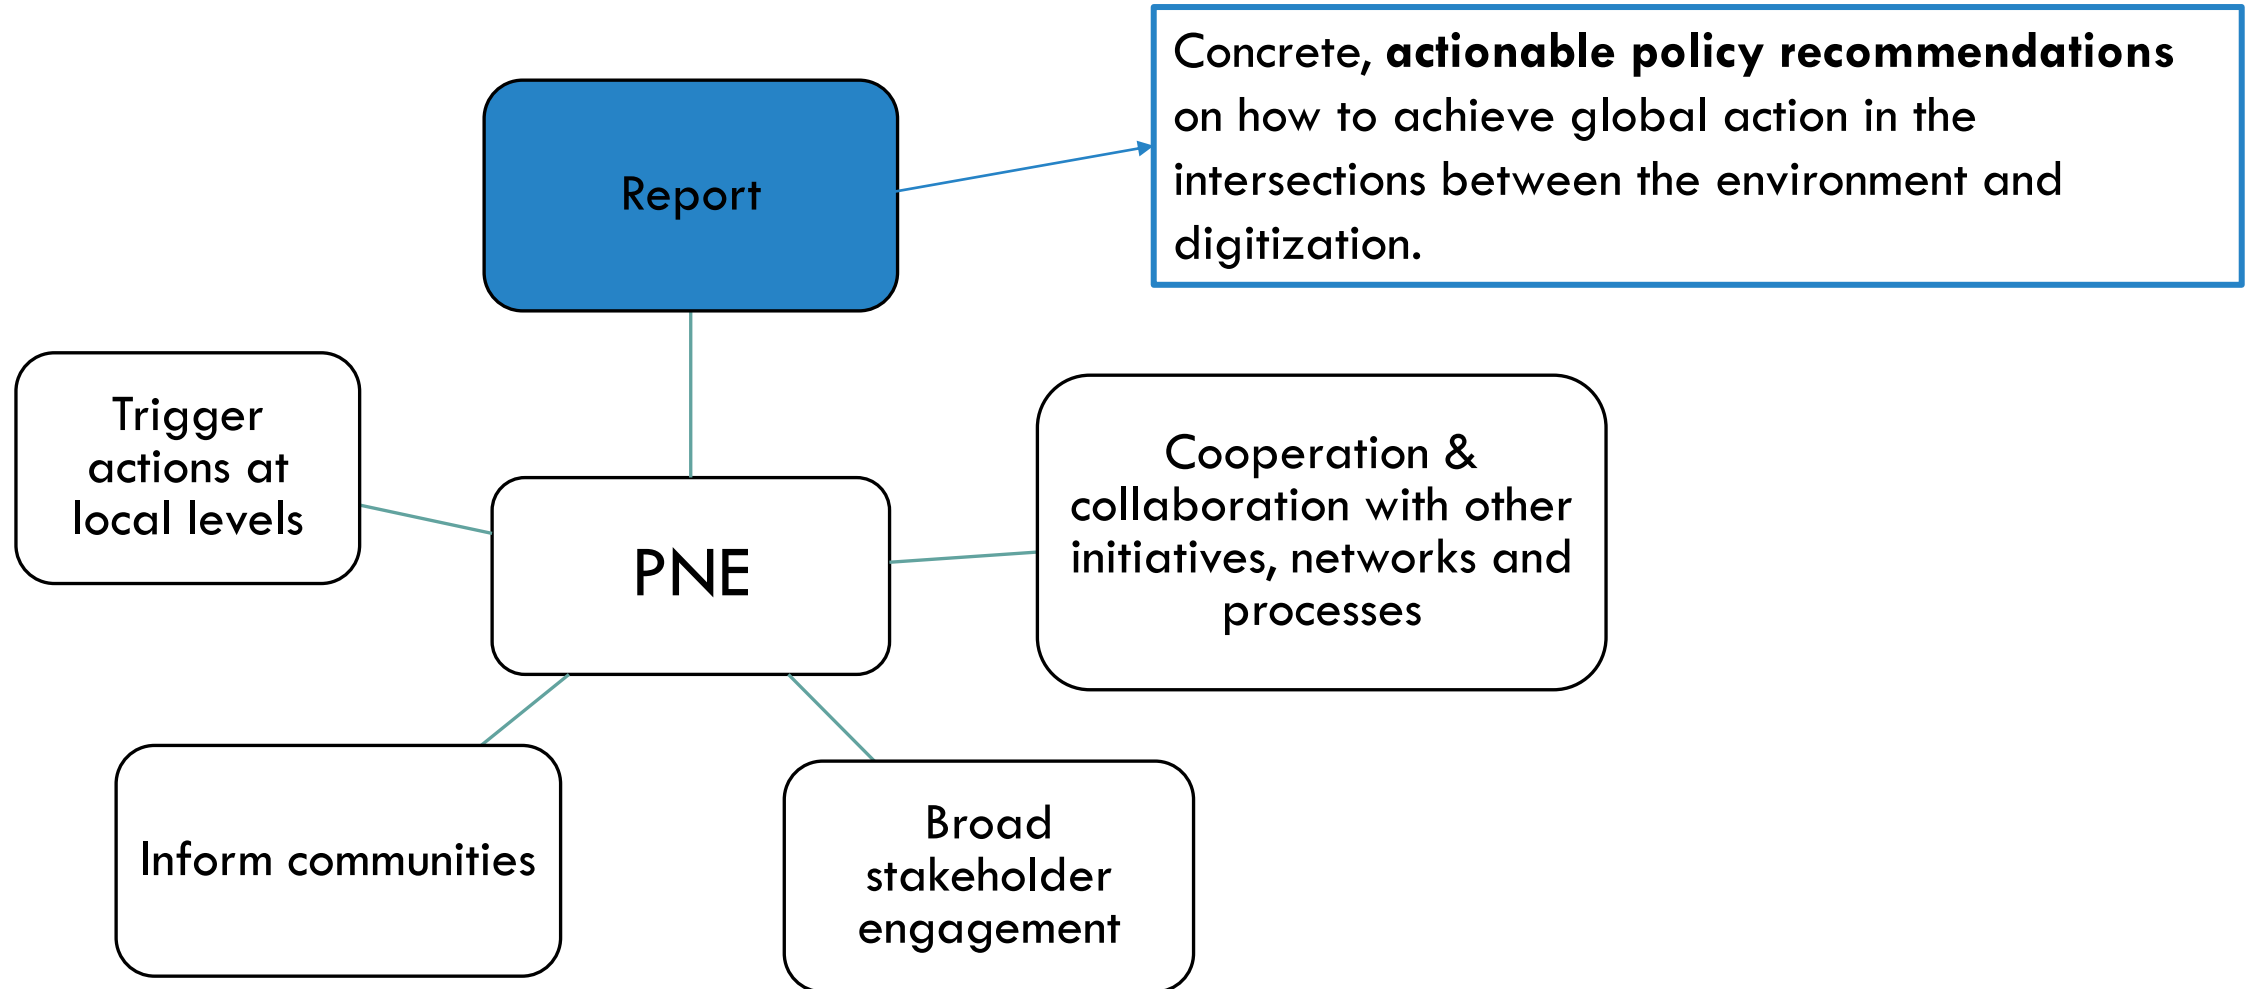 Concrete, actionable policy recommendations
on how to achieve global action in the
intersections between the environment and
digitization.
Report
Trigger
actions at
local levels
Cooperation &
collaboration with other
initiatives, networks and
processes
PNE
Inform communities
Broad
stakeholder
engagement